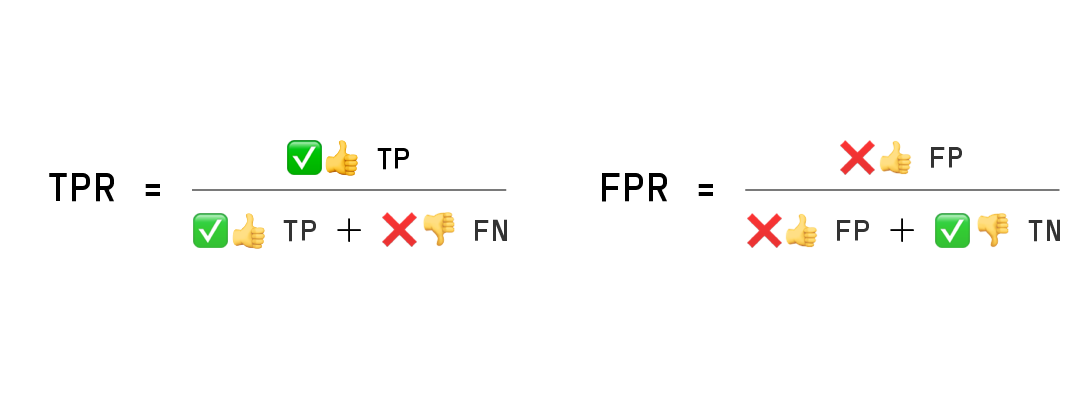 TPR = ✅👍 TP
✅👍 TP + ❌👎 FN
FPR = ❌👍 FP
❌👍 FP + ✅👎 TN